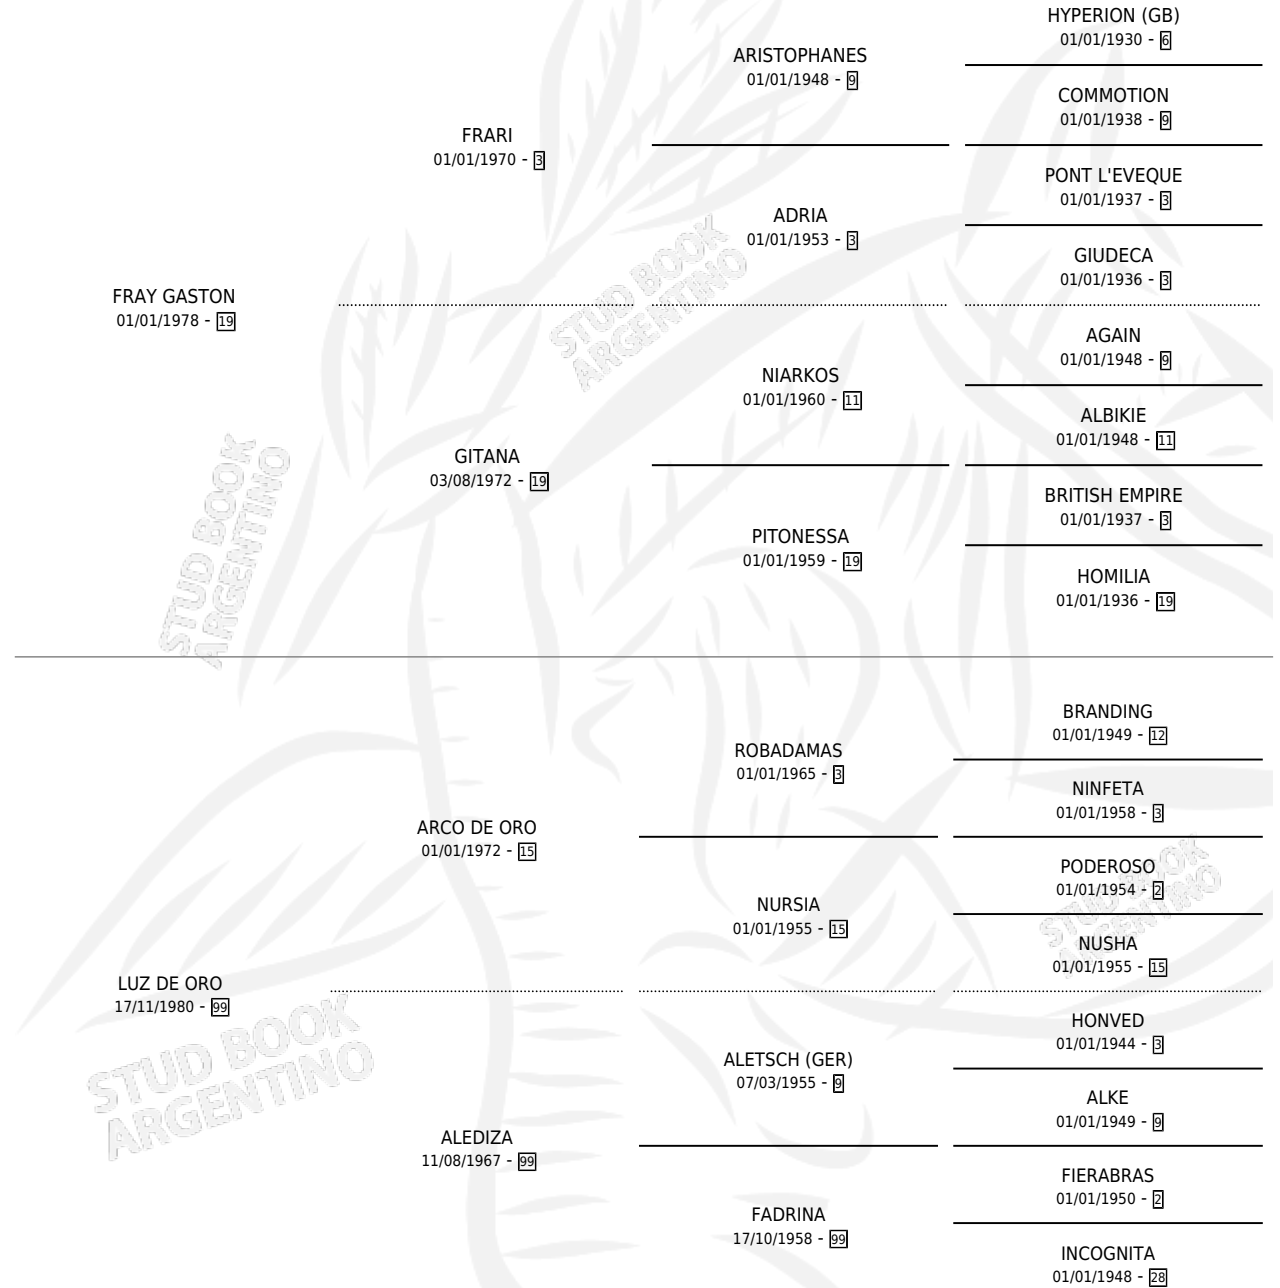 HYPERION (GB)
01/01/1930 - 6
ARISTOPHANES
01/01/1948 - 9
COMMOTION
01/01/1938 - 9
FRARI
01/01/1970 - 3
PONT L'EVEQUE
01/01/1937 - 3
ADRIA
01/01/1953 - 3
GIUDECA
01/01/1936 - 3
FRAY GASTON
01/01/1978 - 19
AGAIN
01/01/1948 - 9
NIARKOS
01/01/1960 - 11
ALBIKIE
01/01/1948 - 11
GITANA
03/08/1972 - 19
BRITISH EMPIRE
01/01/1937 - 3
PITONESSA
01/01/1959 - 19
HOMILIA
01/01/1936 - 19
BRANDING
01/01/1949 - 12
ROBADAMAS
01/01/1965 - 3
NINFETA
01/01/1958 - 3
ARCO DE ORO
01/01/1972 - 15
PODEROSO
01/01/1954 - 2
NURSIA
01/01/1955 - 15
NUSHA
01/01/1955 - 15
LUZ DE ORO
17/11/1980 - 99
HONVED
01/01/1944 - 3
ALETSCH (GER)
07/03/1955 - 9
ALKE
01/01/1949 - 9
ALEDIZA
11/08/1967 - 99
FIERABRAS
01/01/1950 - 2
FADRINA
17/10/1958 - 99
INCOGNITA
01/01/1948 - 28
STUD BOOK
ARGENTINO
STUD BOOK
ARGENTINO
STUD BOOK
ARGENTINO
STUD BOOK
ARGENTINO